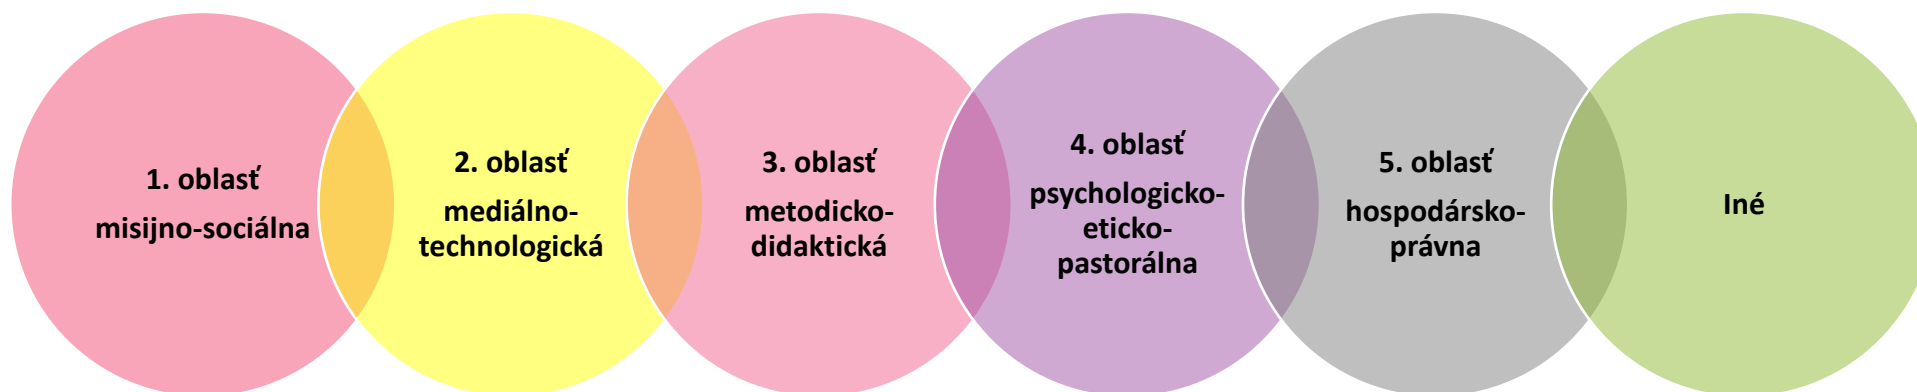 1. oblasť
misijno-sociálna
2. oblasť
mediálno-
technologická
3. oblasť
metodicko-
didaktická
4. oblasť
psychologicko-
eticko-
pastorálna
5. oblasť
hospodársko-
právna
Iné